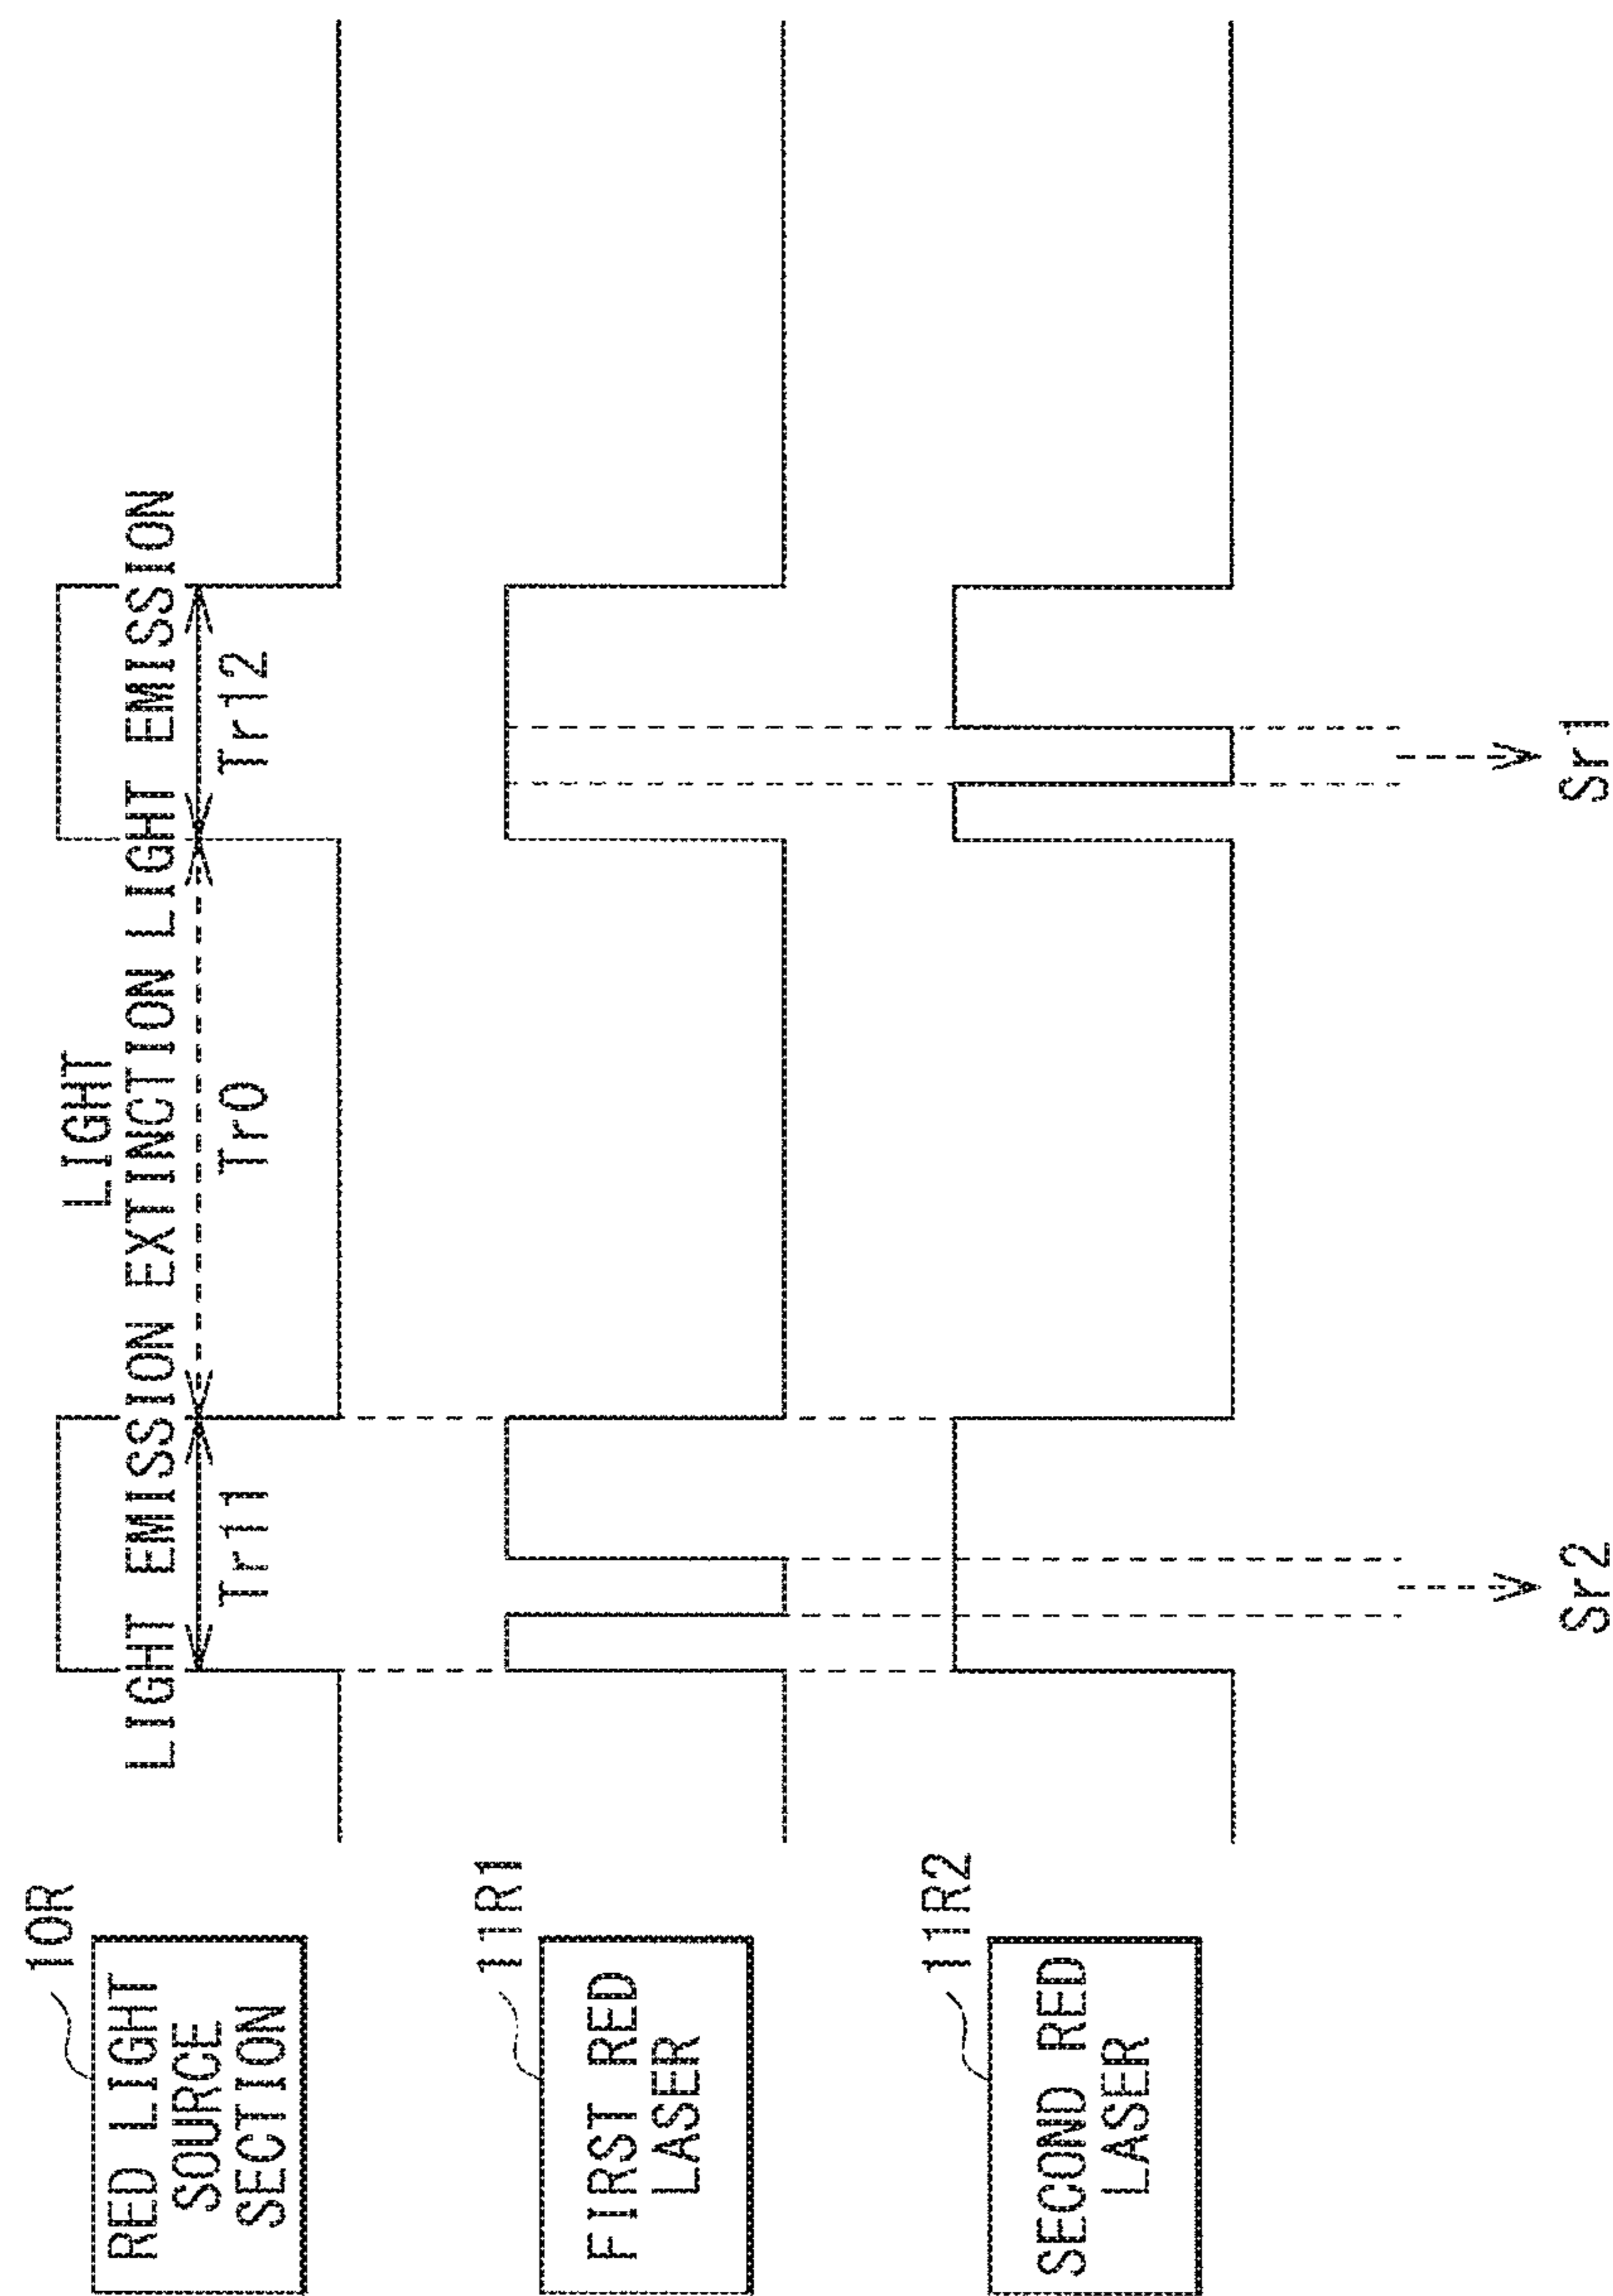 10R
RED LIGHT
SOURCE
SECTION
LIGHT EMISSION
LIGHT
EXTINCTION
LIGHT EMISSION
Tr11
Tr0
Tr12
11R1
FIRST RED
LASER
11R2
SECOND RED
LASER
Sr2
Sr1